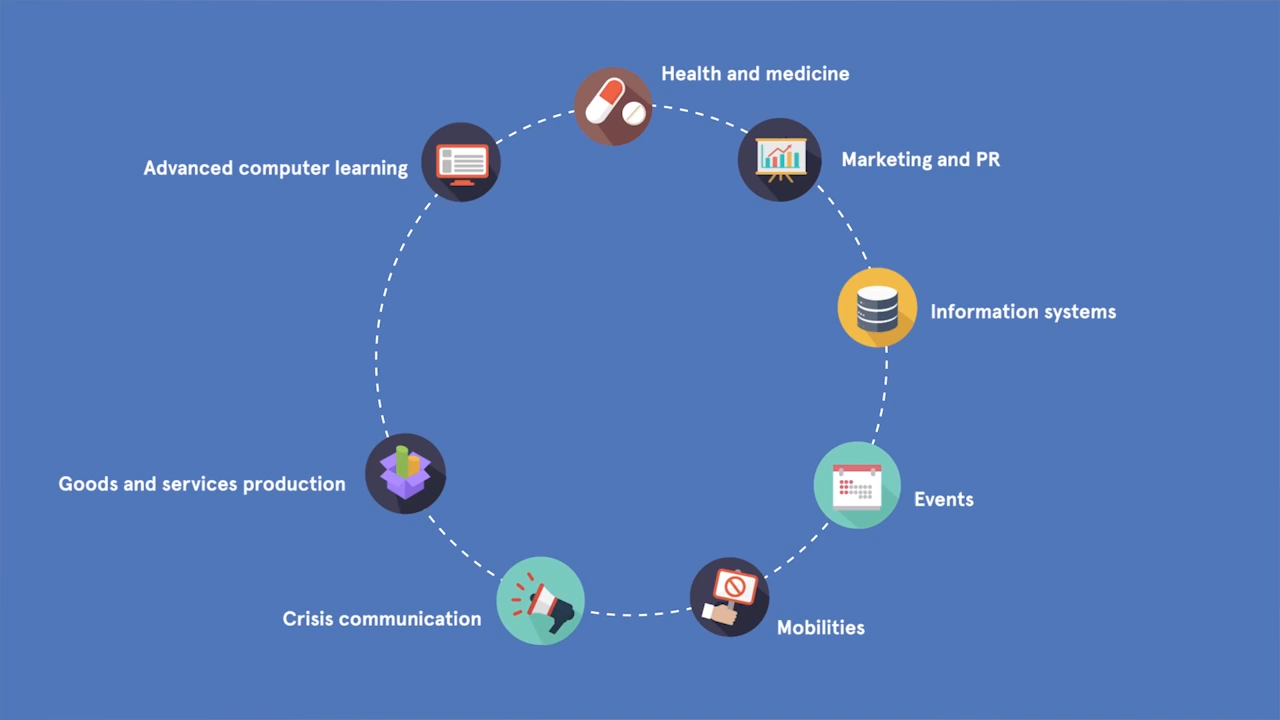 Health and medicine
Marketing and PR
Advanced computer learning
Information systems
Goods and services production
Events
Crisis communication
Mobilities